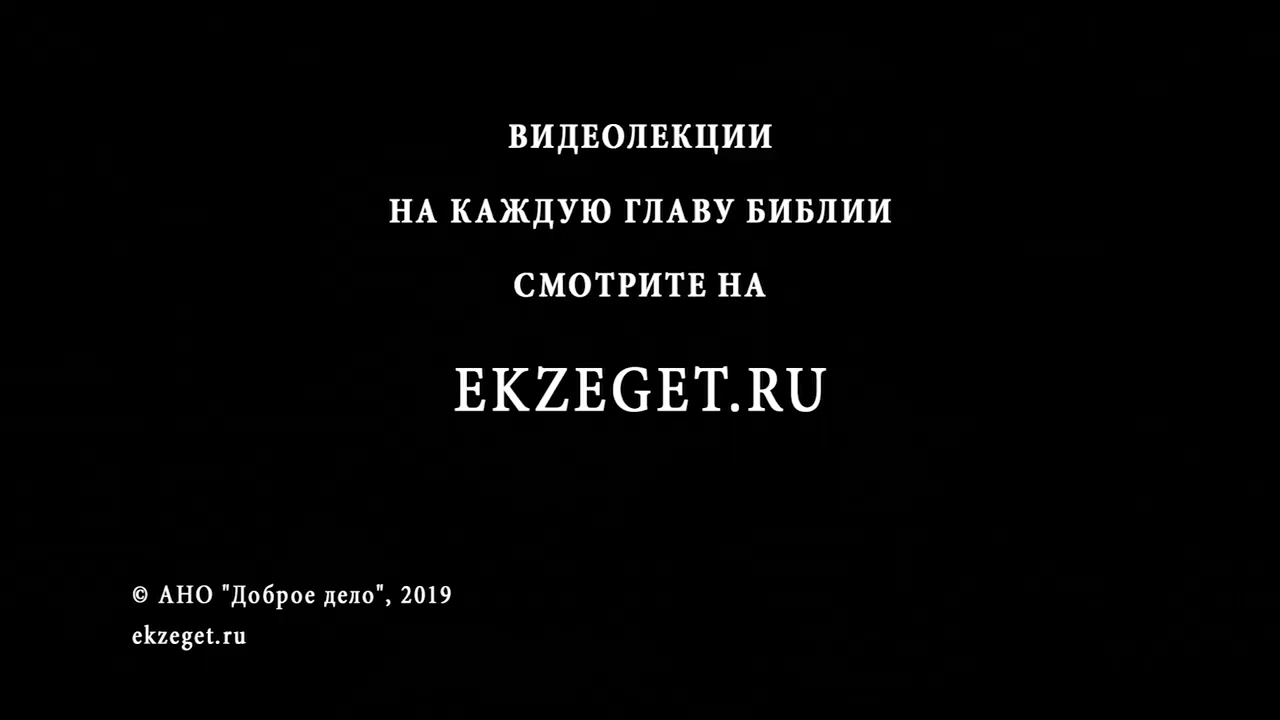 ВИДЕОЛЕКЦИИ
НА КАЖДУЮ ГЛАВУ БИБЛИИ
СМОТРИТЕ НА
EKZEGET.RU
© АНО "Доброе дело", 2019
ekzeget.ru